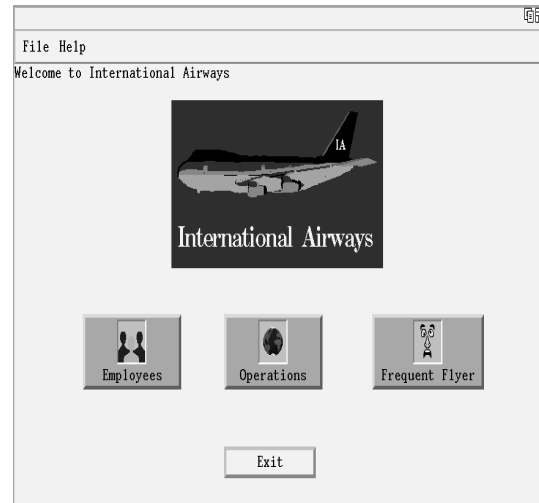 File Help
Welcome to International Airways
IA
International Airways
Employees Operations Frequent Flyer
Exit